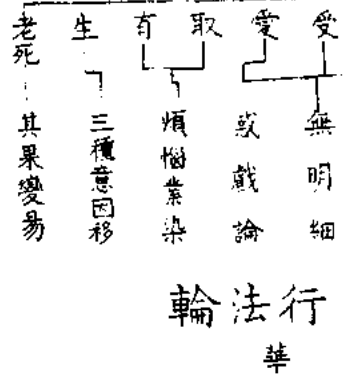 受
愛
取
有
生
老死
無明細
或戲論
煩惱業染
三種意因移
其果變易
行法輪
華